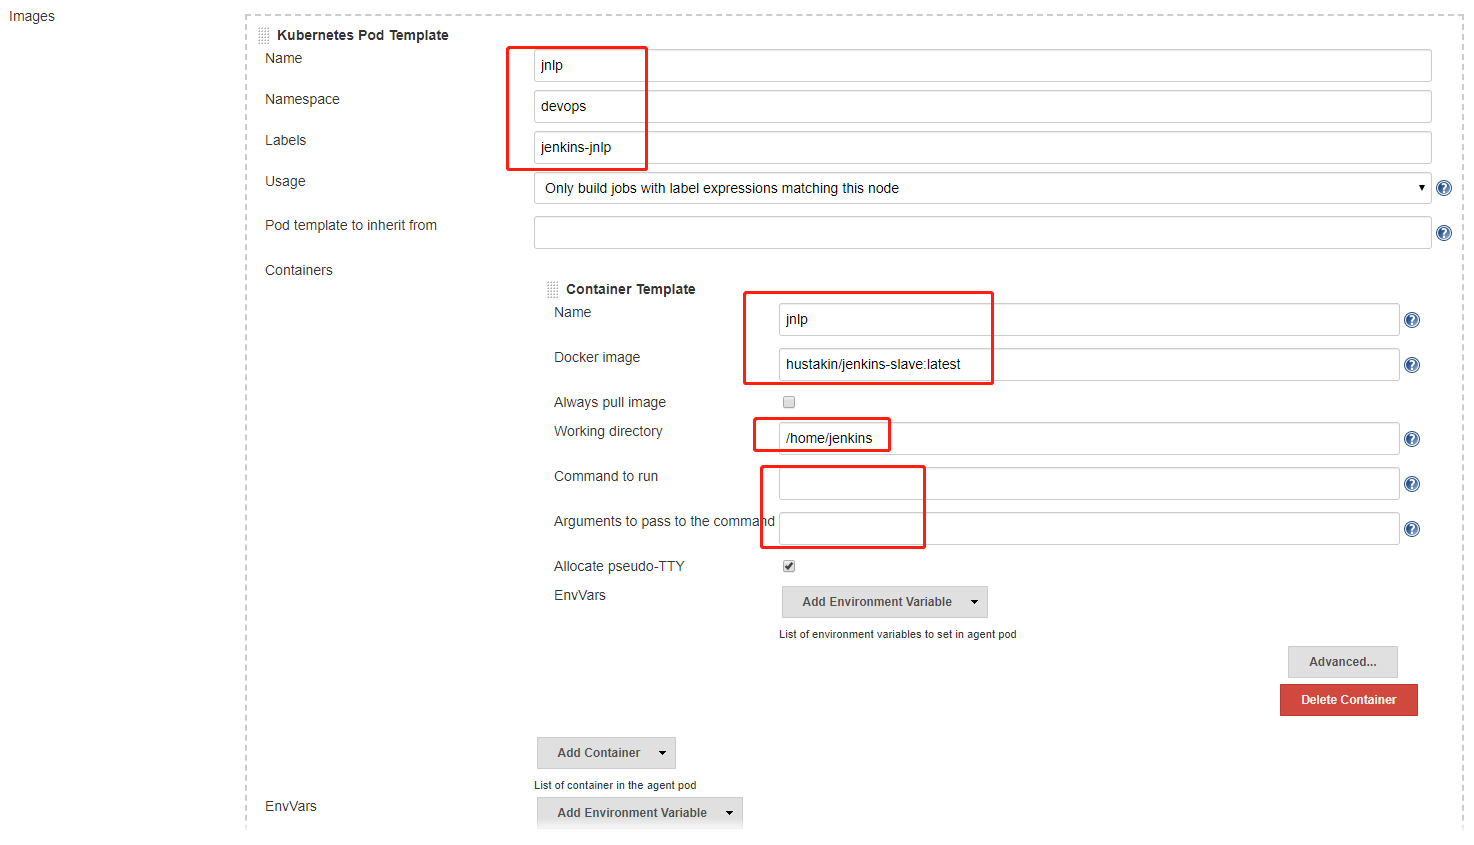 Images
Kubernetes Pod Template
Name
jnlp
Namespace
devops
Labels
jenkins-jnlp
Usage
Only build jobs with label expressions matching this node
Pod template to inherit from
Containers
Container Template
Name
jnlp
Docker image
hustakin/jenkins-slave:latest
Always pull image
Working directory
/home/jenkins
Command to run
Arguments to pass to the command
Allocate pseudo-TTY
EnvVars
Add Environment Variable
List of environment variables to set in agent pod
Advanced...
Delete Container
Add Container
List of container in the agent pod
EnvVars
Add Environment Variable